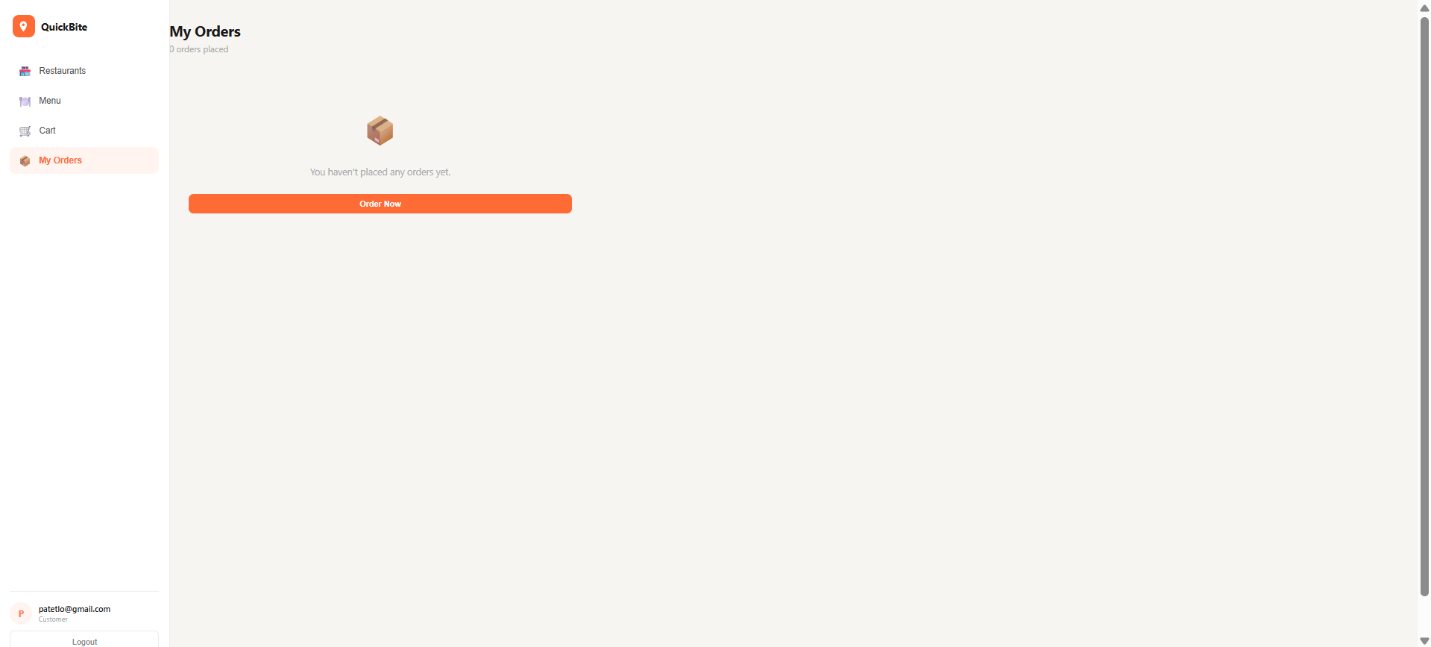 QuickBite
Restaurants
Menu
Cart
My Orders
patetlo@gmail.com
P
Customer
Logout
My Orders
0 orders placed
You haven't placed any orders yet.
Order Now